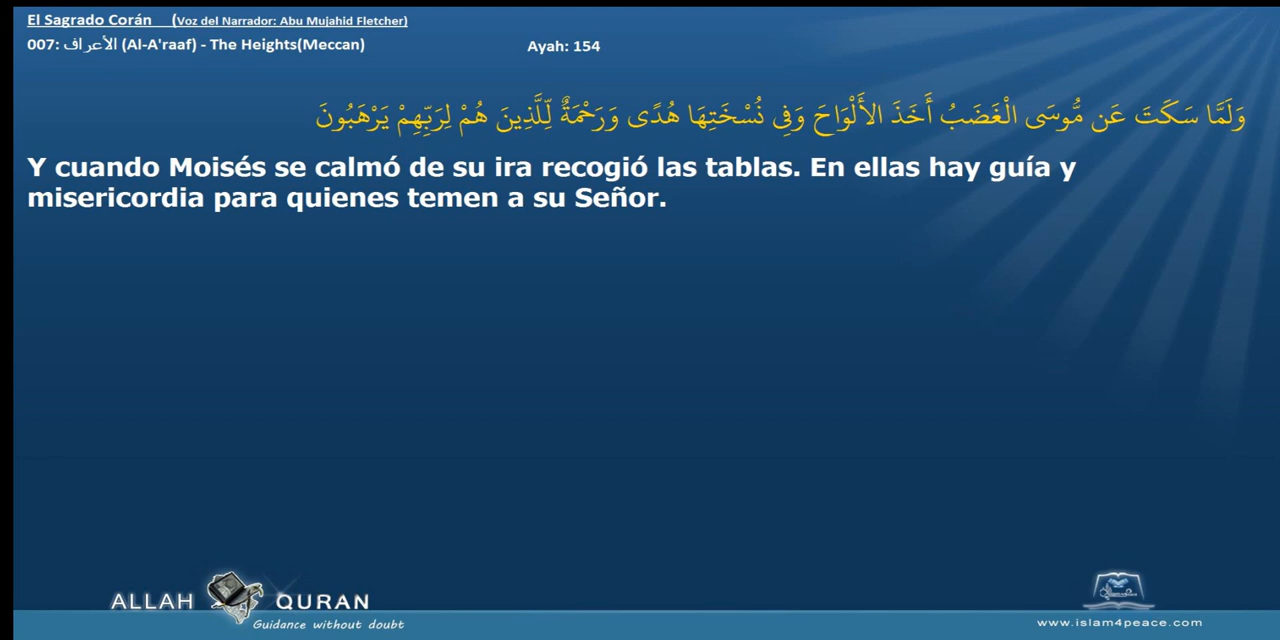 El Sagrado Corán (Voz del Narrador: Abu Mujahid Fletcher)
007: الأعراف (Al-A'raaf) - The Heights(Meccan) Ayah: 154
وَلَمَّا سَكَتَ عَن مُّوسَى الْغَضَبُ أَخَذَ الأَلْوَاحَ وَفِي نُسْخَتِهَا هُدًى وَرَحْمَةٌ لِّلَّذِينَ هُمْ لِرَبِّهِمْ يَرْهَبُونَ
Y cuando Moisés se calmó de su ira recogió las tablas. En ellas hay guía y
misericordia para quienes temen a su Señor.
ALLAH QURAN
Guidance without doubt
www.islam4peace.com